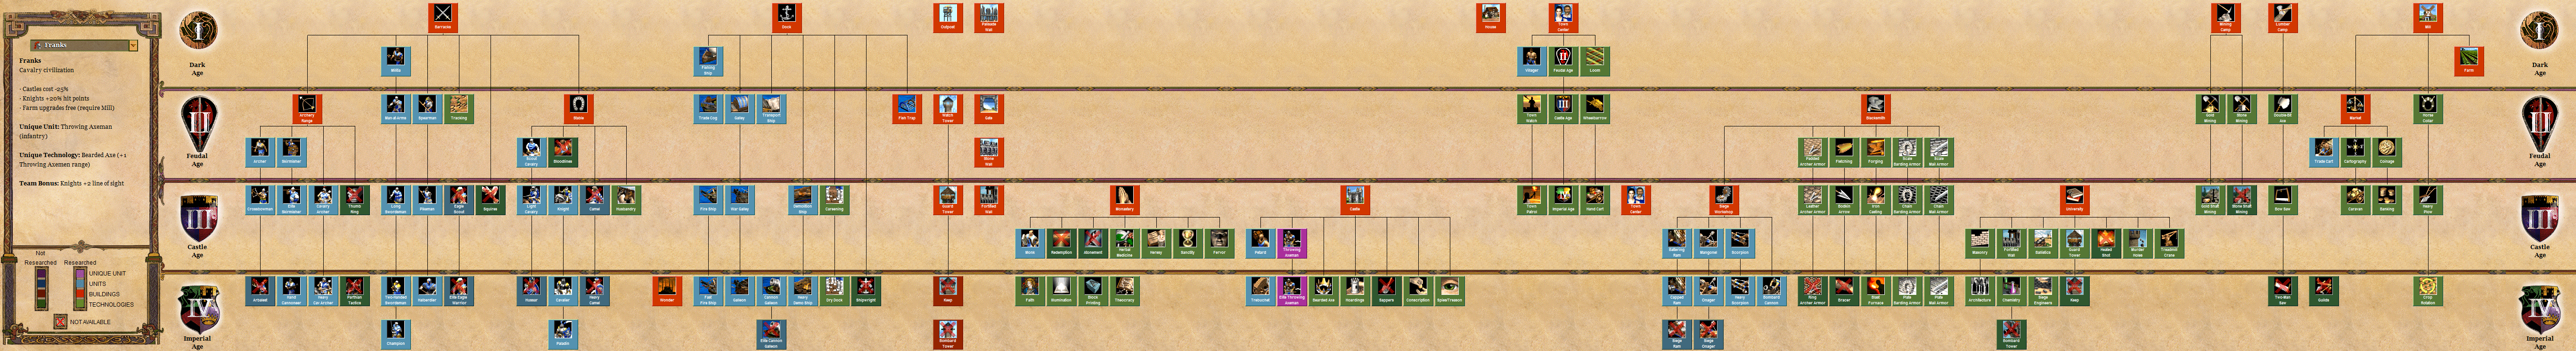 Franks
Franks
Cavalry civilization
· Castles cost -25%
· Knights +20% hit points
· Farm upgrades free (require Mill)
Unique Unit: Throwing Axeman
(infantry)
Unique Technology: Bearded Axe (+1
Throwing Axemen range)
Team Bonus: Knights +2 line of sight
Not
Researched Researched
UNIQUE UNIT
UNITS
BUILDINGS
TECHNOLOGIES
NOT AVAILABLE
Dark
Age
Barracks
Dock
Outpost
Palisade
Wall
House
Town
Center
Mining
Camp
Lumber
Camp
Mill
Dark
Age
Militia
Fishing
Ship
Villager
Feudal Age
Loom
Farm
Feudal
Age
Archery
Range
Man-at-Arms
Spearman
Tracking
Stable
Trade Cog
Galley
Transport
Ship
Fish Trap
Watch
Tower
Gate
Town
Watch
Castle Age
Wheelbarrow
Blacksmith
Gold
Mining
Stone
Mining
Double-Bit
Axe
Market
Horse
Collar
Feudal
Age
Archer
Skirmisher
Scout
Cavalry
Bloodlines
Stone
Wall
Padded
Archer Armor
Fletching
Forging
Scale
Barding Armor
Scale
Mail Armor
Trade Cart
Cartography
Coinage
Castle
Age
Crossbowman
Elite
Skirmisher
Cavalry
Archer
Thumb
Ring
Long
Swordsman
Pikeman
Eagle
Scout
Squires
Light
Cavalry
Knight
Camel
Husbandry
Fire Ship
War Galley
Demolition
Ship
Careening
Guard
Tower
Fortified
Wall
Monastery
Castle
Town
Patrol
Imperial Age
Hand Cart
Town
Center
Siege
Workshop
Leather
Archer Armor
Bodkin
Arrow
Iron
Casting
Chain
Barding Armor
Chain
Mail Armor
University
Gold Shaft
Mining
Stone Shaft
Mining
Bow Saw
Caravan
Banking
Heavy
Plow
Castle
Age
Monk
Redemption
Atonement
Herbal
Medicine
Heresy
Sanctity
Fervor
Petard
Throwing
Axeman
Battering
Ram
Mangonel
Scorpion
Masonry
Fortified
Wall
Ballistics
Guard
Tower
Heated
Shot
Murder
Holes
Treadmill
Crane
Imperial
Age
Arbalest
Hand
Cannoneer
Heavy
Cav Archer
Parthian
Tactics
Two-Handed
Swordsman
Halberdier
Elite Eagle
Warrior
Hussar
Cavalier
Heavy
Camel
Wonder
Fast
Fire Ship
Galleon
Cannon
Galleon
Heavy
Demo Ship
Dry Dock
Shipwright
Keep
Faith
Illumination
Block
Printing
Theocracy
Trebuchet
Elite Throwing
Axeman
Bearded Axe
Hoardings
Sappers
Conscription
Spies/Treason
Capped
Ram
Onager
Heavy
Scorpion
Bombard
Cannon
Ring
Archer Armor
Bracer
Blast
Furnace
Plate
Barding Armor
Plate
Mail Armor
Architecture
Chemistry
Siege
Engineers
Keep
Two-Man
Saw
Guilds
Crop
Rotation
Imperial
Age
Champion
Paladin
Elite Cannon
Galleon
Bombard
Tower
Siege
Ram
Siege
Onager
Bombard
Tower